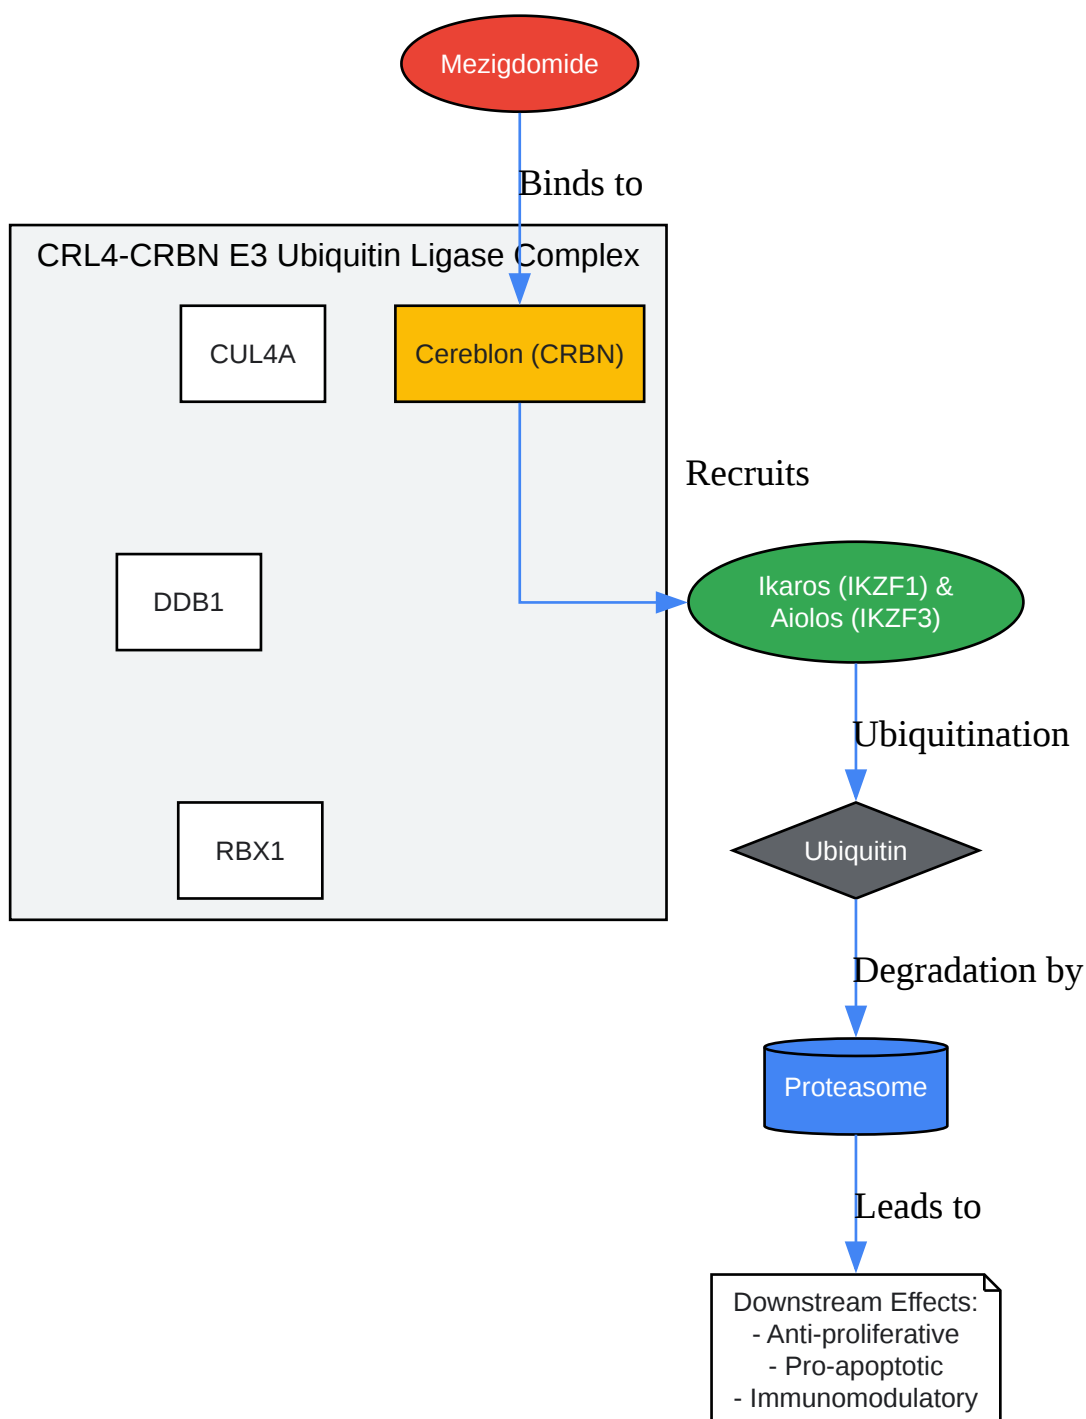 Mezigdomide
Binds to
CRL4-CRBN E3 Ubiquitin Ligase Complex
CUL4A
Cereblon (CRBN)
Recruits
DDB1
Ikaros (IKZF1) &
Aiolos (IKZF3)
Ubiquitination
RBX1
Ubiquitin
Degradation by
Proteasome
Leads to
Downstream Effects:
- Anti-proliferative
- Pro-apoptotic
- Immunomodulatory